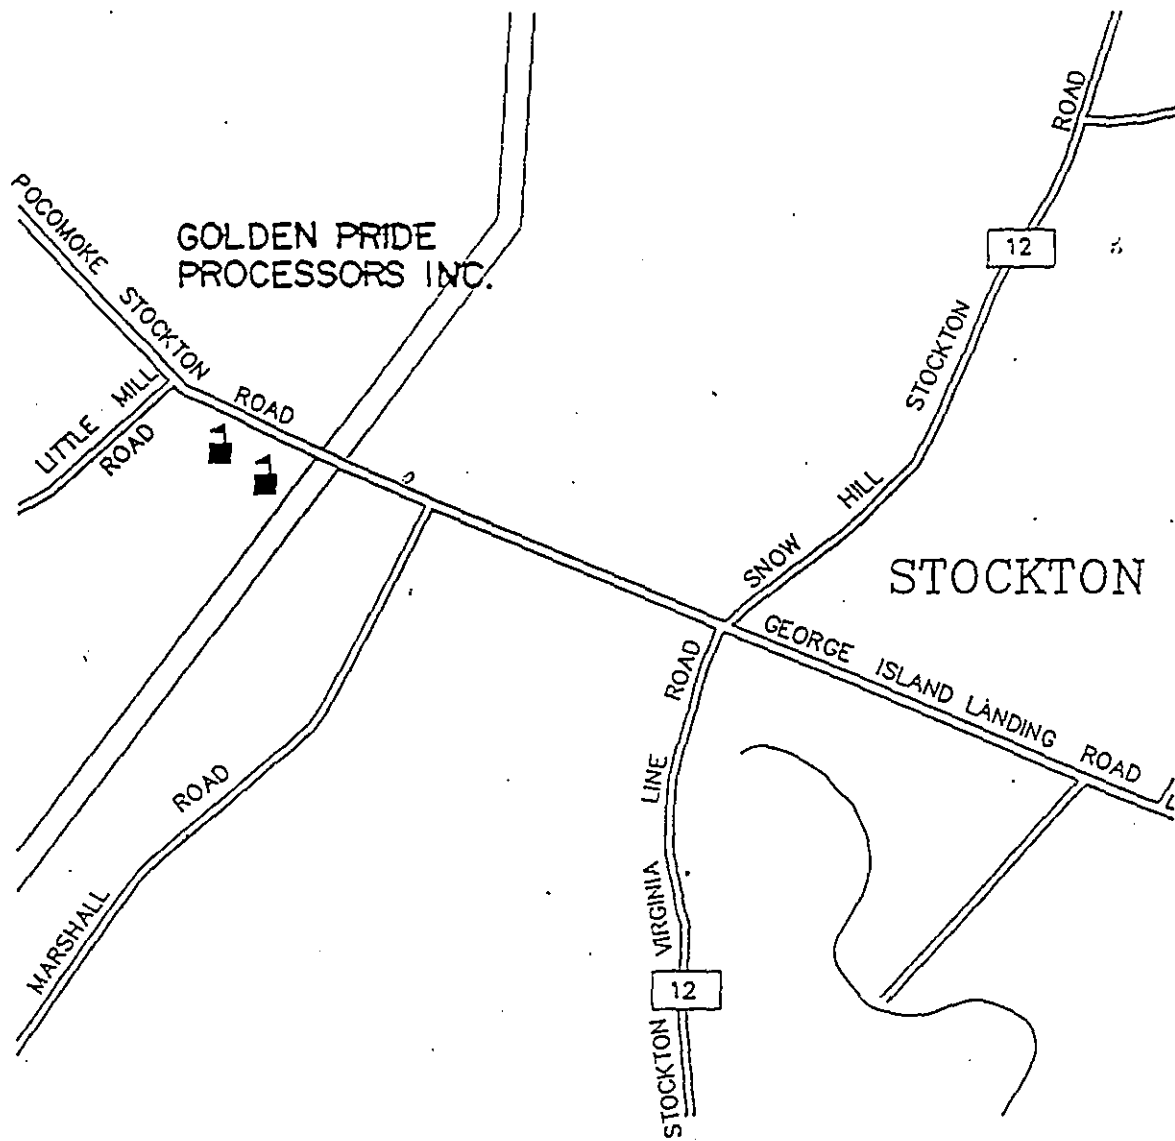 ROAD
POCOMOKE STOCKTON ROAD
GOLDEN PRIDE
PROCESSORS INC.
12
SNOW HILL STOCKTON
LITTLE MILL
ROAD
STOCKTON
GEORGE ISLAND LANDING ROAD
STOCKTON VIRGINIA LINE ROAD
MARSHALL ROAD
12